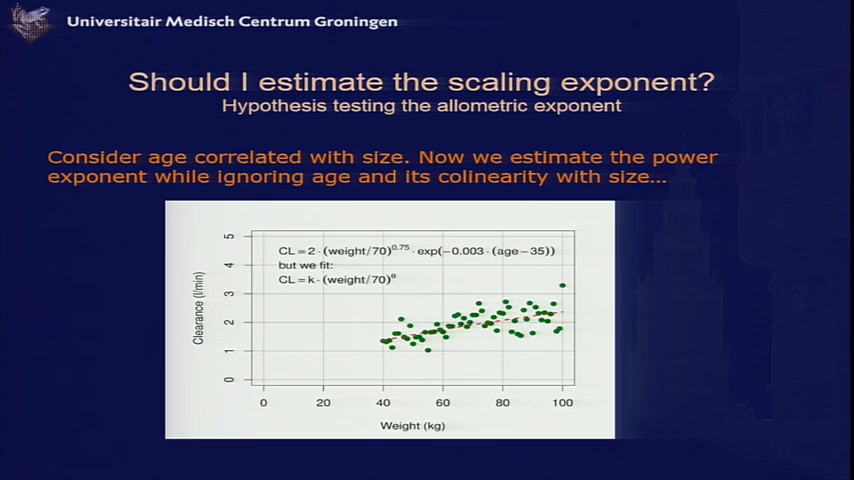 Universitair Medisch Centrum Groningen
Should I estimate the scaling exponent?
Hypothesis testing the allometric exponent
Consider age correlated with size. Now we estimate the power
exponent while ignoring age and its colinearity with size...
CL = 2 · (weight/70)^0.75 · exp(−0.003 · (age−35))
but we fit:
CL = k · (weight/70)^θ
Clearance (l/min)
5
4
3
2
1
0
0 20 40 60 80 100
Weight (kg)